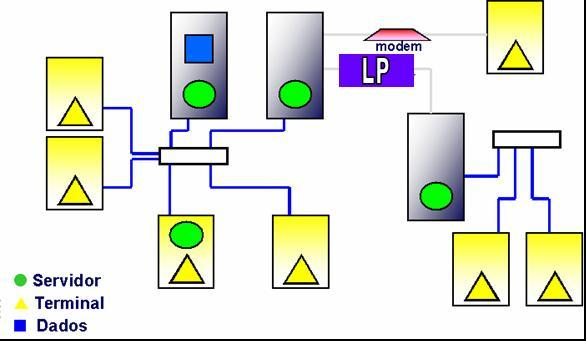 modem
LP
Servidor
Terminal
Dados